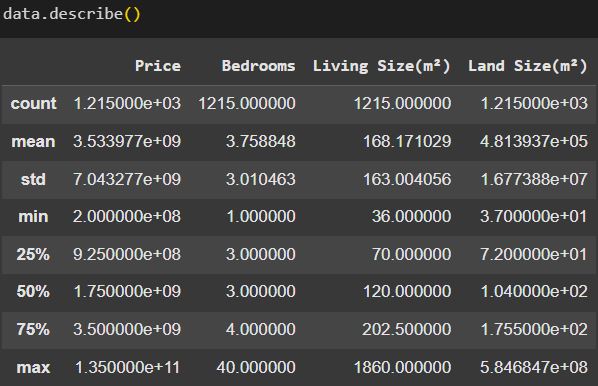 data.describe()
Price Bedrooms Living Size(m²) Land Size(m²)
count 1.215000e+03 1215.000000 1215.000000 1.215000e+03
mean 3.533977e+09 3.758848 168.171029 4.813937e+05
std 7.043277e+09 3.010463 163.004056 1.677388e+07
min 2.000000e+08 1.000000 36.000000 3.700000e+01
25% 9.250000e+08 3.000000 70.000000 7.200000e+01
50% 1.750000e+09 3.000000 120.000000 1.040000e+02
75% 3.500000e+09 4.000000 202.500000 1.755000e+02
max 1.350000e+11 40.000000 1860.000000 5.846847e+08